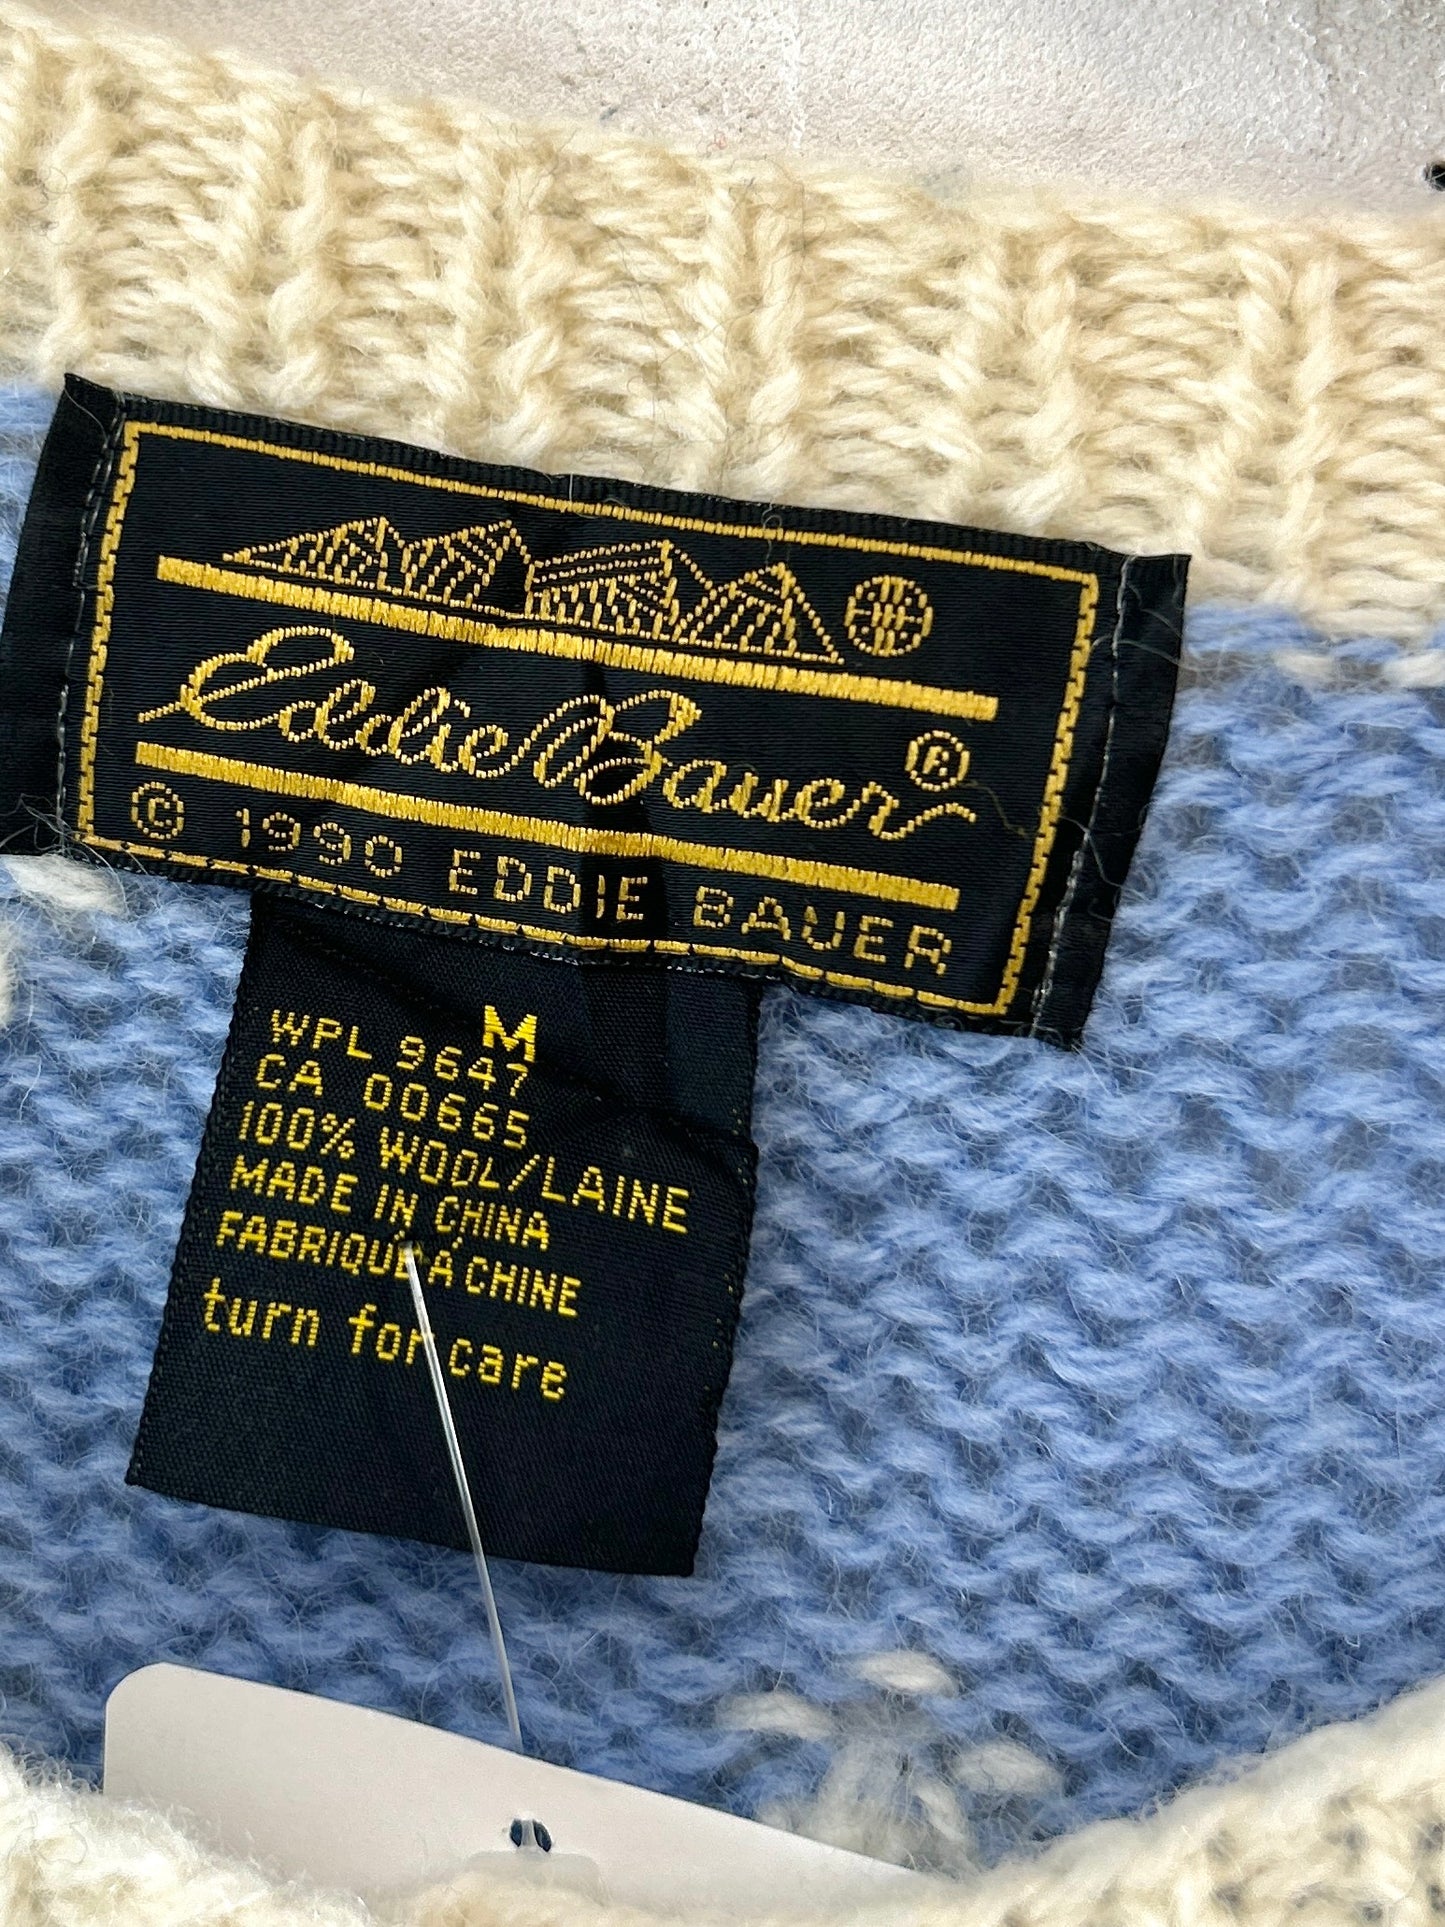 Eddie Bauer ®
© 1990 EDDIE BAUER
M
WPL 9647
CA 00665
100% WOOL/LAINE
MADE IN CHINA
FABRIQUE A CHINE
turn for care